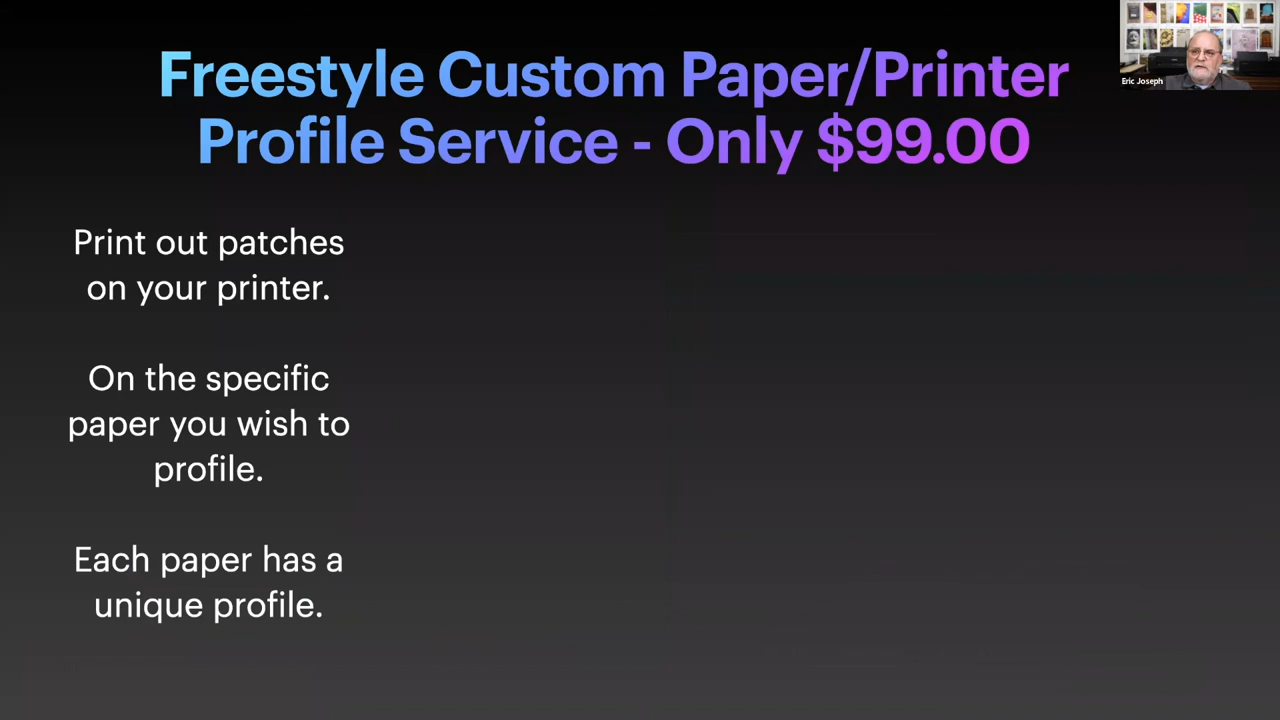 Freestyle Custom Paper/Printer
Profile Service - Only $99.00
Eric Joseph
Print out patches
on your printer.
On the specific
paper you wish to
profile.
Each paper has a
unique profile.